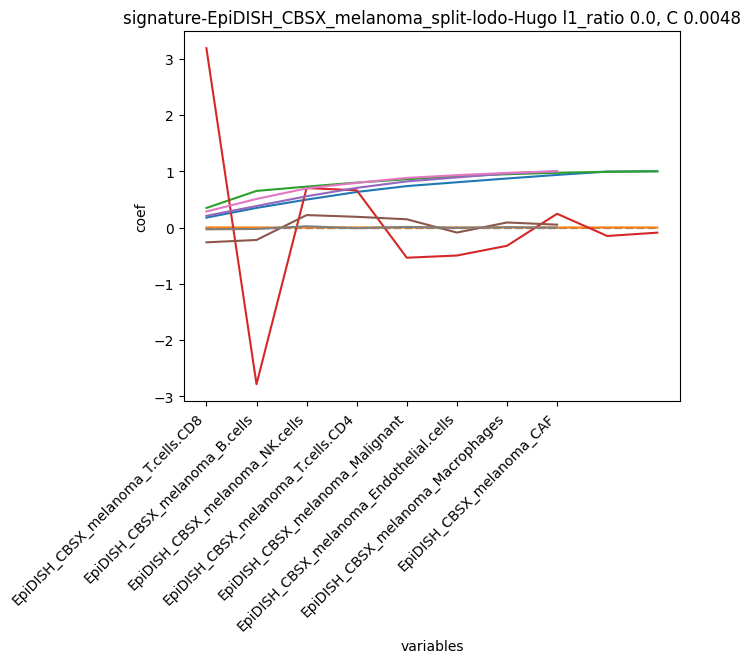 signature-EpiDISH_CBSX_melanoma_split-lodo-Hugo l1_ratio 0.0, C 0.0048
3
2
1
0
−1
−2
−3
coef
EpiDISH_CBSX_melanoma_T.cells.CD8
EpiDISH_CBSX_melanoma_B.cells
EpiDISH_CBSX_melanoma_NK.cells
EpiDISH_CBSX_melanoma_T.cells.CD4
EpiDISH_CBSX_melanoma_Malignant
EpiDISH_CBSX_melanoma_Endothelial.cells
EpiDISH_CBSX_melanoma_Macrophages
EpiDISH_CBSX_melanoma_CAF
variables